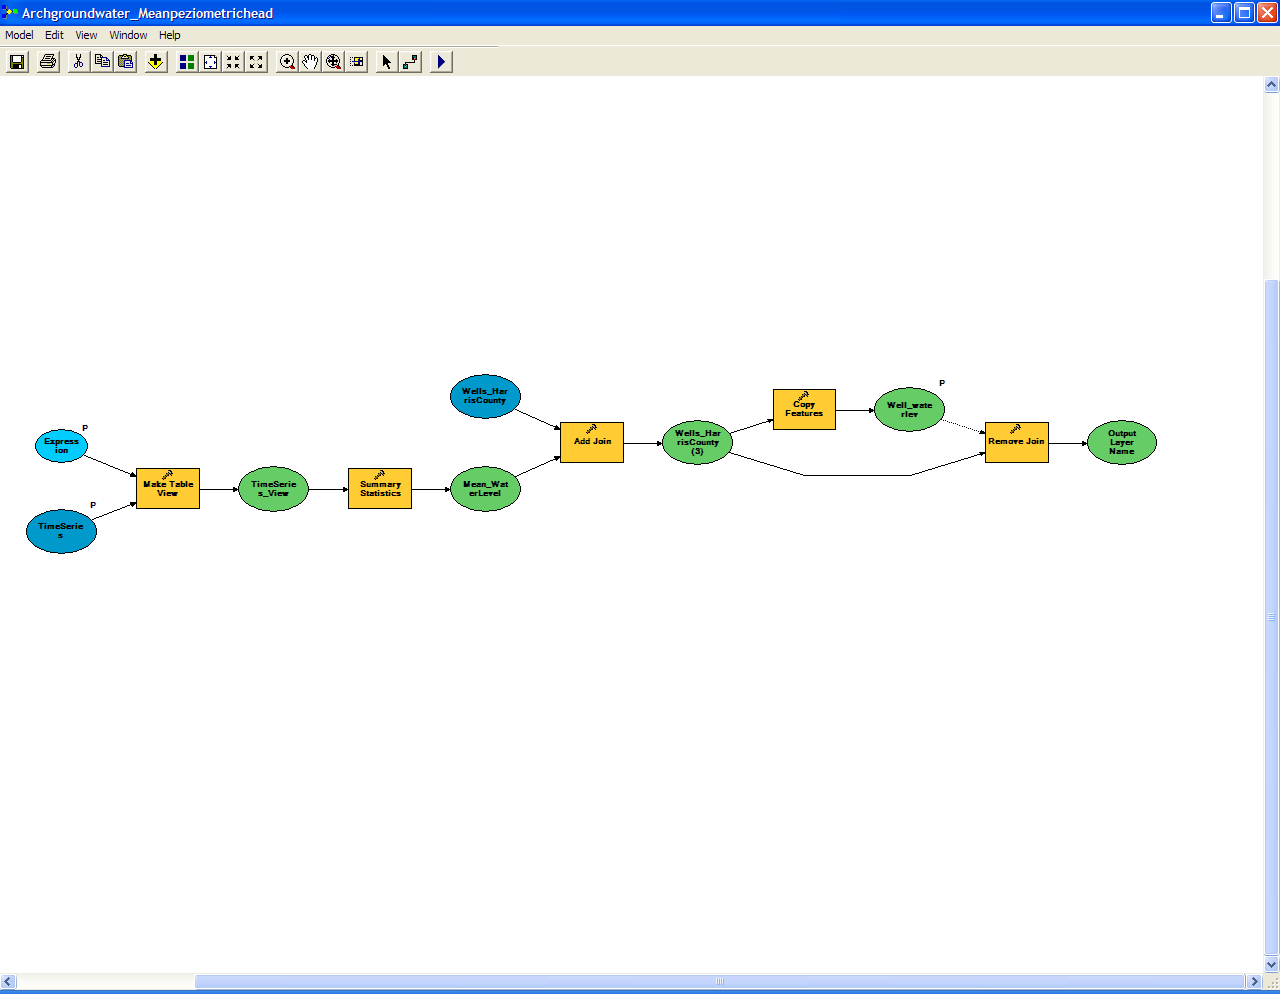 Archgroundwater_Meanpeziometrichead
Model Edit View Window Help
Wells_Har
risCounty
Add Join
Copy
Features
P
Well_wate
rlev
Wells_Har
risCounty
(3)
Remove Join
Output
Layer
Name
P
Express
ion
Make Table
View
TimeSerie
s_View
Summary
Statistics
Mean_Wat
erLevel
P
TimeSerie
s